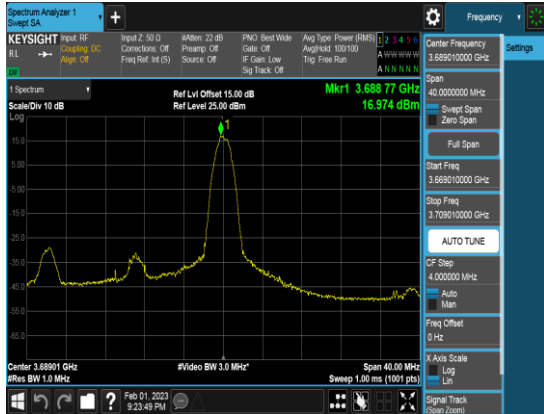 Spectrum Analyzer 1
Swept SA
+
Frequency
KEYSIGHT
RL
Input: RF
Coupling: DC
Align: Off
Input Z: 50 Ω
Corrections: Off
Freq Ref: Int (S)
#Atten: 22 dB
Preamp: Off
Source: Off
PNO: Best Wide
Gate: Off
IF Gain: Low
Sig Track: Off
Avg Type: Power (RMS)
Avg|Hold: 100/100
Trig: Free Run
1 2 3 4 5 6
A W W W W W
A N N N N N
1 Spectrum
Scale/Div 10 dB
Ref Lvl Offset 15.00 dB
Ref Level 25.00 dBm
Mkr1 3.688 77 GHz
16.974 dBm
Log
1
15.0
5.00
-5.00
-15.0
-25.0
-35.0
-45.0
-55.0
-65.0
Center 3.68901 GHz
#Res BW 1.0 MHz
#Video BW 3.0 MHz*
Span 40.00 MHz
Sweep 1.00 ms (1001 pts)
?
Feb 01, 2023
9:23:49 PM
Center Frequency
3.689010000 GHz
Settings
Span
40.0000000 MHz
Swept Span
Zero Span
Full Span
Start Freq
3.669010000 GHz
Stop Freq
3.709010000 GHz
AUTO TUNE
CF Step
4.000000 MHz
Auto
Man
Freq Offset
0 Hz
X Axis Scale
Log
Lin
Signal Track
(Span Zoom)